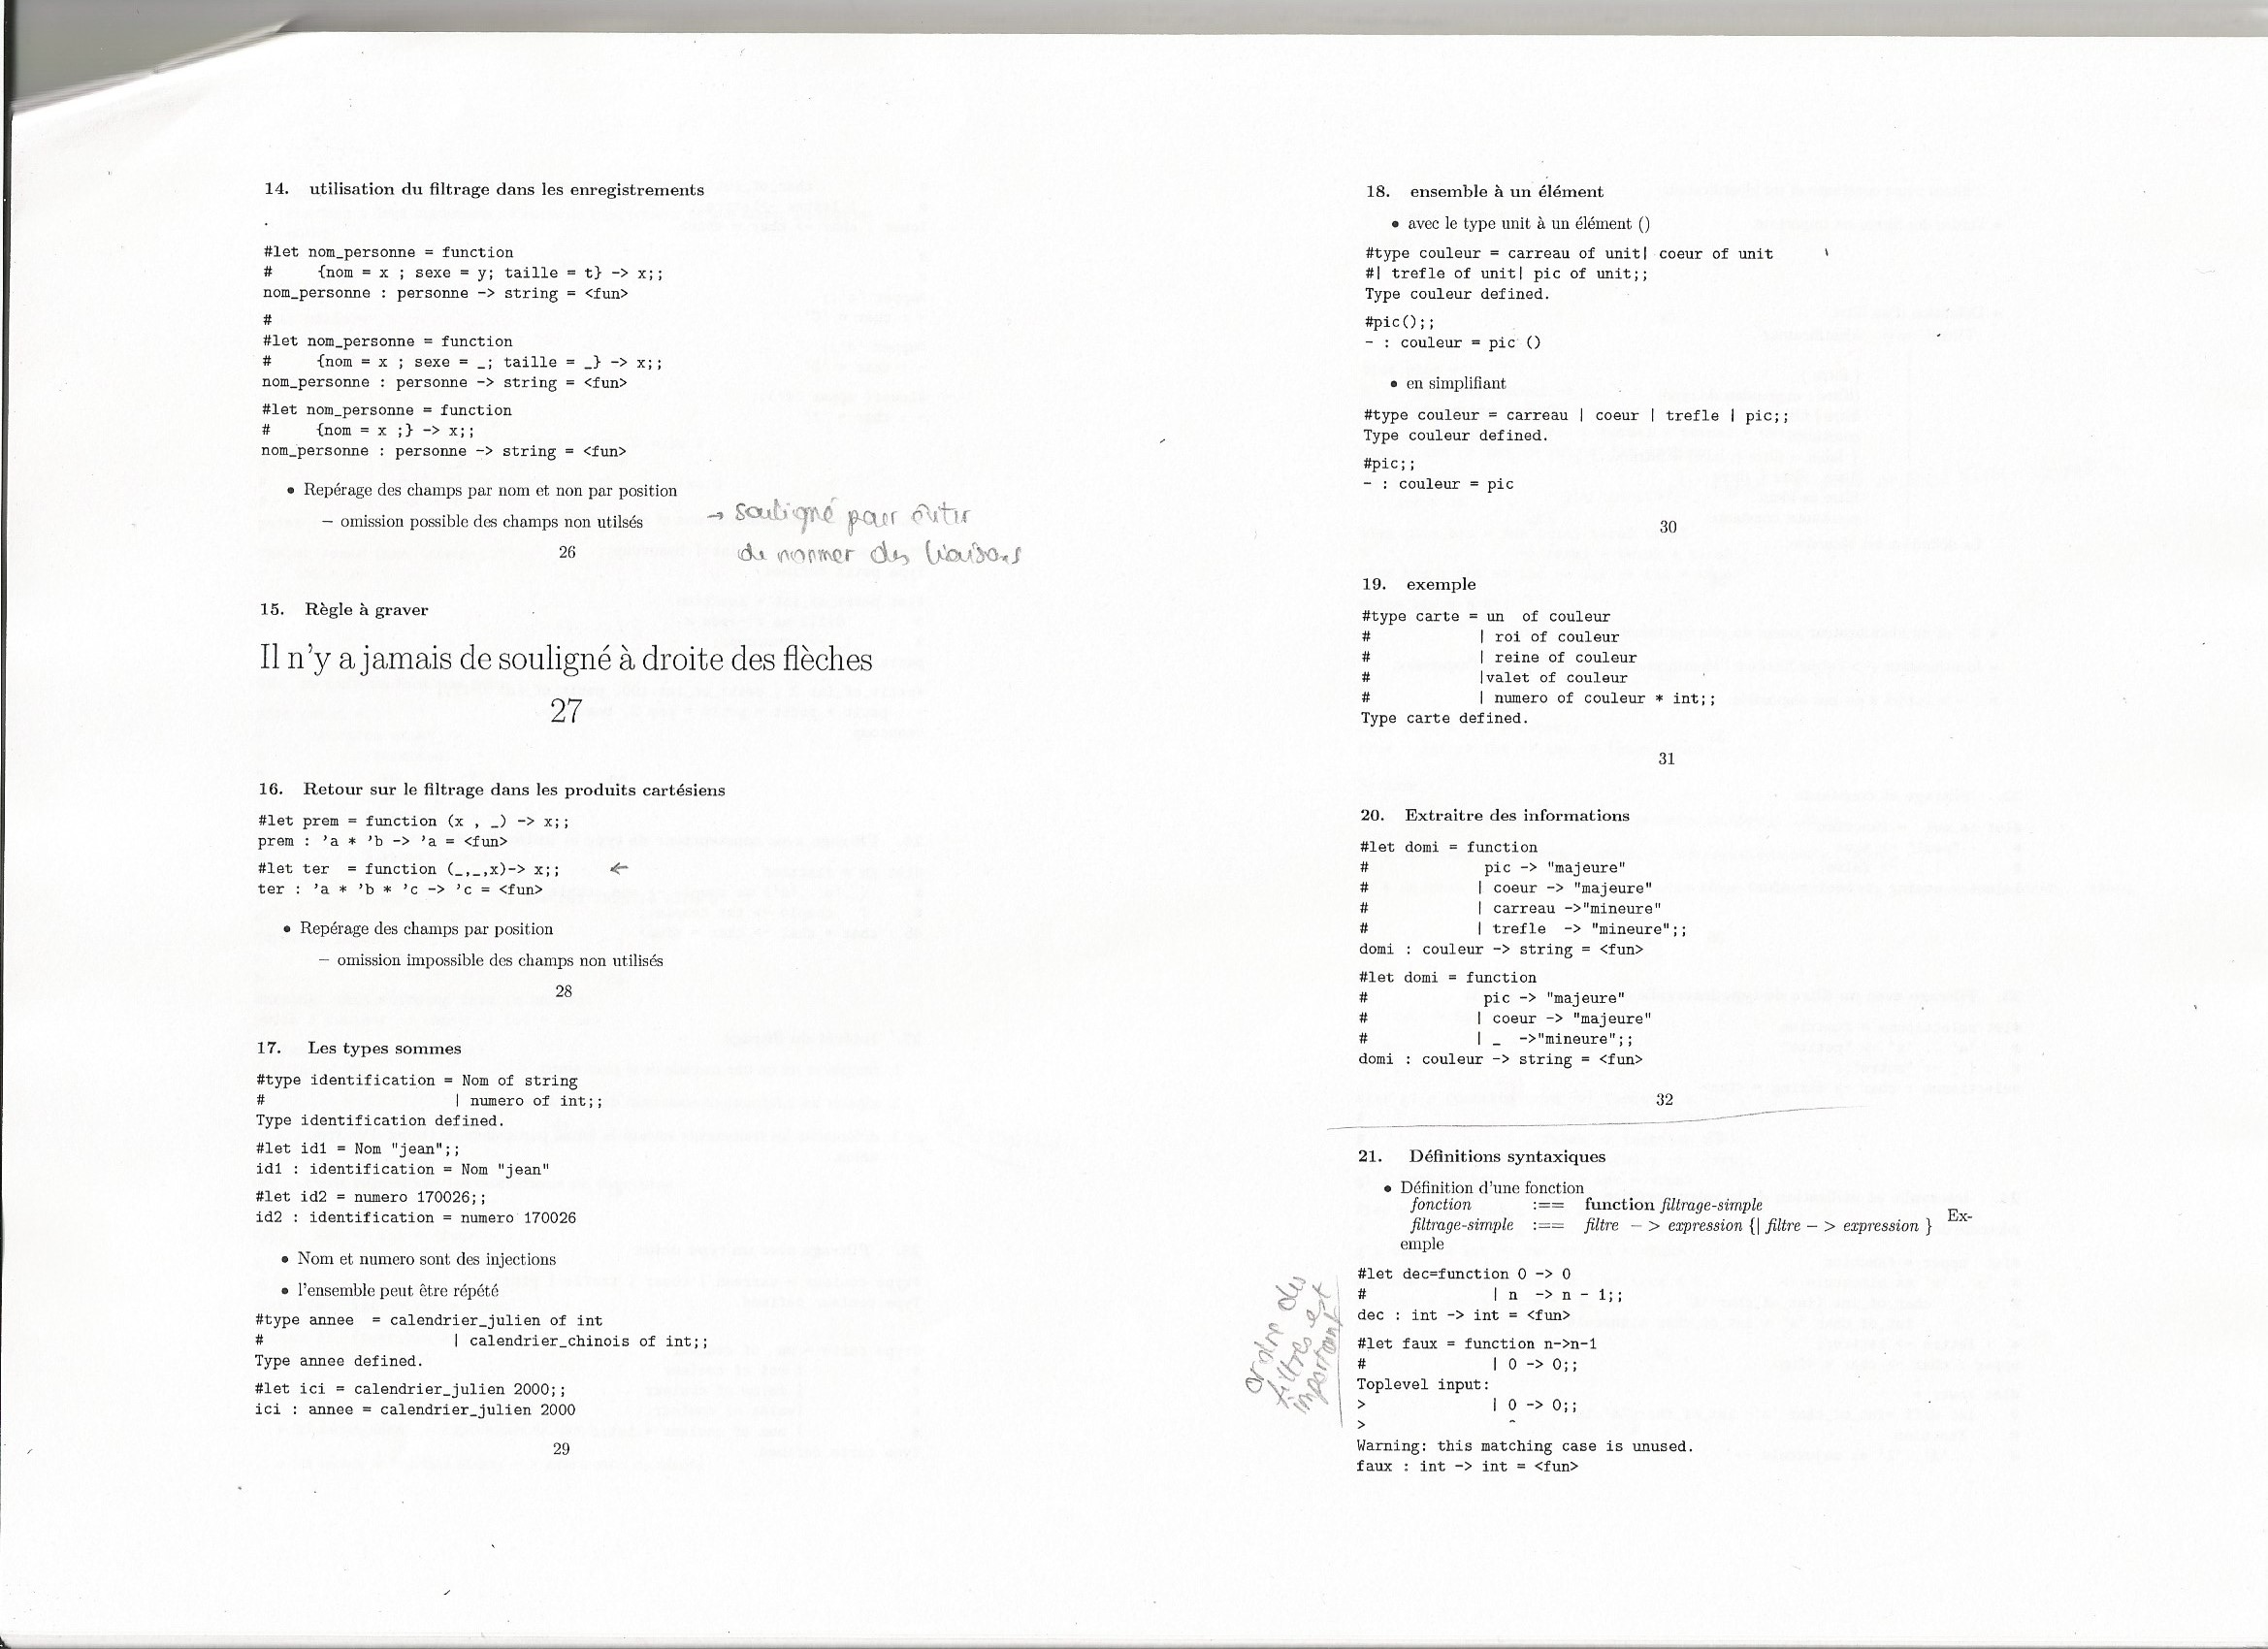 14. utilisation du filtrage dans les enregistrements
.
#let nom_personne = function
#     {nom = x ; sexe = y; taille = t} -> x;;
nom_personne : personne -> string = <fun>
#
#let nom_personne = function
#     {nom = x ; sexe = _; taille = _} -> x;;
nom_personne : personne -> string = <fun>
#let nom_personne = function
#     {nom = x ;} -> x;;
nom_personne : personne -> string = <fun>
• Repérage des champs par nom et non par position
– omission possible des champs non utilsés
→ souligné pour éviter
de nommer des liaisons
26
15. Règle à graver
Il n'y a jamais de souligné à droite des flèches
27
16. Retour sur le filtrage dans les produits cartésiens
#let prem = function (x , _) -> x;;
prem : 'a * 'b -> 'a = <fun>
#let ter  = function (_,_,x)-> x;; ←
ter : 'a * 'b * 'c -> 'c = <fun>
• Repérage des champs par position
– omission impossible des champs non utilisés
28
17. Les types sommes
#type identification = Nom of string
#                     | numero of int;;
Type identification defined.
#let id1 = Nom "jean";;
id1 : identification = Nom "jean"
#let id2 = numero 170026;;
id2 : identification = numero 170026
• Nom et numero sont des injections
• l'ensemble peut être répété
#type annee  = calendrier_julien of int
#                     | calendrier_chinois of int;;
Type annee defined.
#let ici = calendrier_julien 2000;;
ici : annee = calendrier_julien 2000
29
18. ensemble à un élément
• avec le type unit à un élément ()
#type couleur = carreau of unit| coeur of unit
#| trefle of unit| pic of unit;;
Type couleur defined.
#pic();;
- : couleur = pic ()
• en simplifiant
#type couleur = carreau | coeur | trefle | pic;;
Type couleur defined.
#pic;;
- : couleur = pic
30
19. exemple
#type carte = un  of couleur
#            | roi of couleur
#            | reine of couleur
#            |valet of couleur
#            | numero of couleur * int;;
Type carte defined.
31
20. Extraitre des informations
#let domi = function
#             pic -> "majeure"
#            | coeur -> "majeure"
#            | carreau ->"mineure"
#            | trefle  -> "mineure";;
domi : couleur -> string = <fun>
#let domi = function
#             pic -> "majeure"
#            | coeur -> "majeure"
#            | _  ->"mineure";;
domi : couleur -> string = <fun>
32
21. Définitions syntaxiques
• Définition d'une fonction
fonction :== function filtrage-simple
filtrage-simple :== filtre − > expression {| filtre − > expression } Ex-
emple
#let dec=function 0 -> 0
#              | n  -> n - 1;;
dec : int -> int = <fun>
#let faux = function n->n-1
#              | 0 -> 0;;
Toplevel input:
>              | 0 -> 0;;
>                ^
Warning: this matching case is unused.
faux : int -> int = <fun>
ordre des
filtres est
important